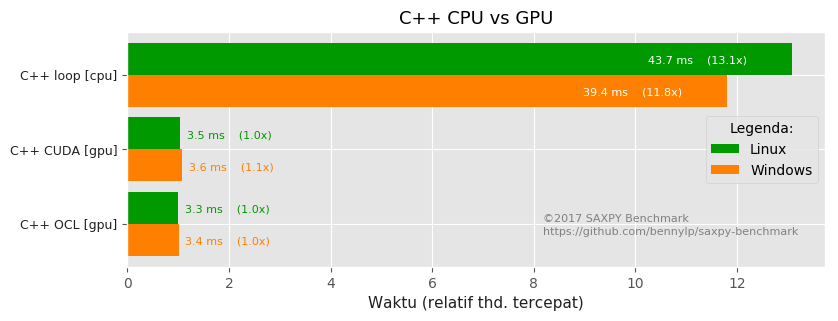 C++ CPU vs GPU
C++ loop [cpu]
43.7 ms (13.1x)
39.4 ms (11.8x)
C++ CUDA [gpu]
3.5 ms (1.0x)
3.6 ms (1.1x)
C++ OCL [gpu]
3.3 ms (1.0x)
3.4 ms (1.0x)
Legenda:
Linux
Windows
©2017 SAXPY Benchmark
https://github.com/bennylp/saxpy-benchmark
0 2 4 6 8 10 12
Waktu (relatif thd. tercepat)